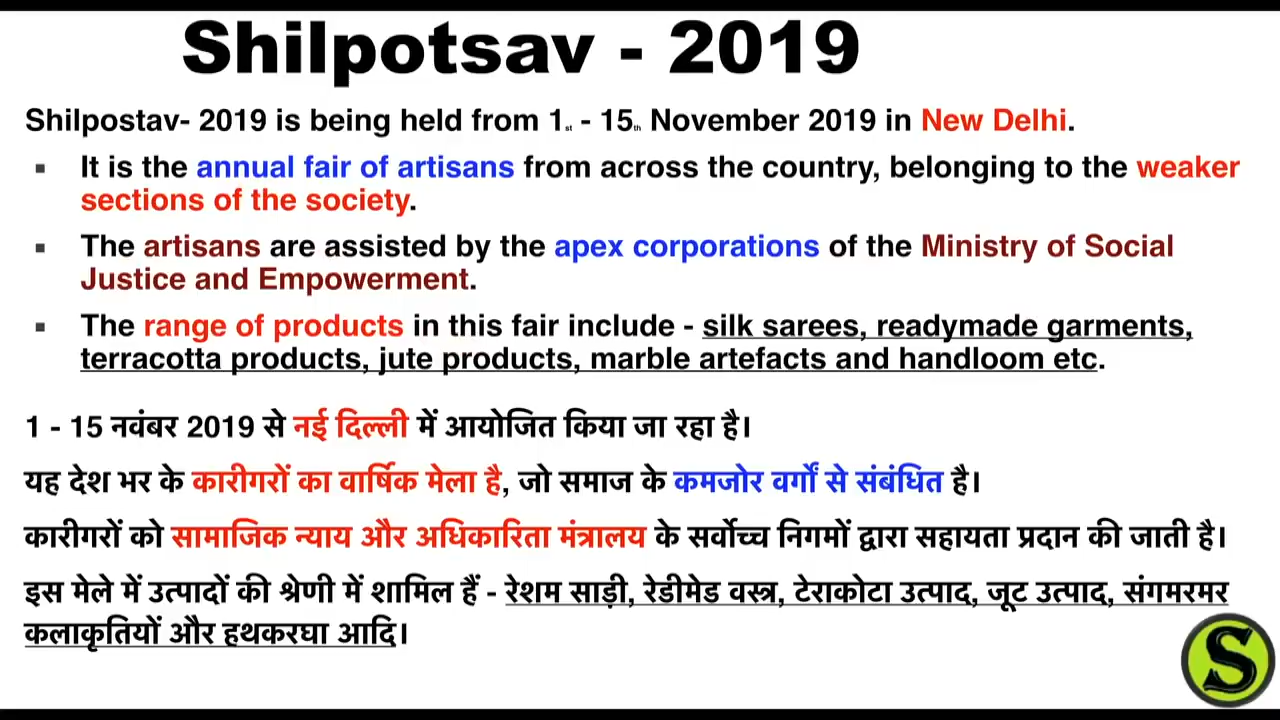 Shilpotsav - 2019
Shilpostav- 2019 is being held from 1st - 15th November 2019 in New Delhi.
▪ It is the annual fair of artisans from across the country, belonging to the weaker
sections of the society.
▪ The artisans are assisted by the apex corporations of the Ministry of Social
Justice and Empowerment.
▪ The range of products in this fair include - silk sarees, readymade garments,
terracotta products, jute products, marble artefacts and handloom etc.
1 - 15 नवंबर 2019 से नई दिल्ली में आयोजित किया जा रहा है।
यह देश भर के कारीगरों का वार्षिक मेला है, जो समाज के कमजोर वर्गों से संबंधित है।
कारीगरों को सामाजिक न्याय और अधिकारिता मंत्रालय के सर्वोच्च निगमों द्वारा सहायता प्रदान की जाती है।
इस मेले में उत्पादों की श्रेणी में शामिल हैं - रेशम साड़ी, रेडीमेड वस्त्र, टेराकोटा उत्पाद, जूट उत्पाद, संगमरमर
कलाकृतियों और हथकरघा आदि।
S